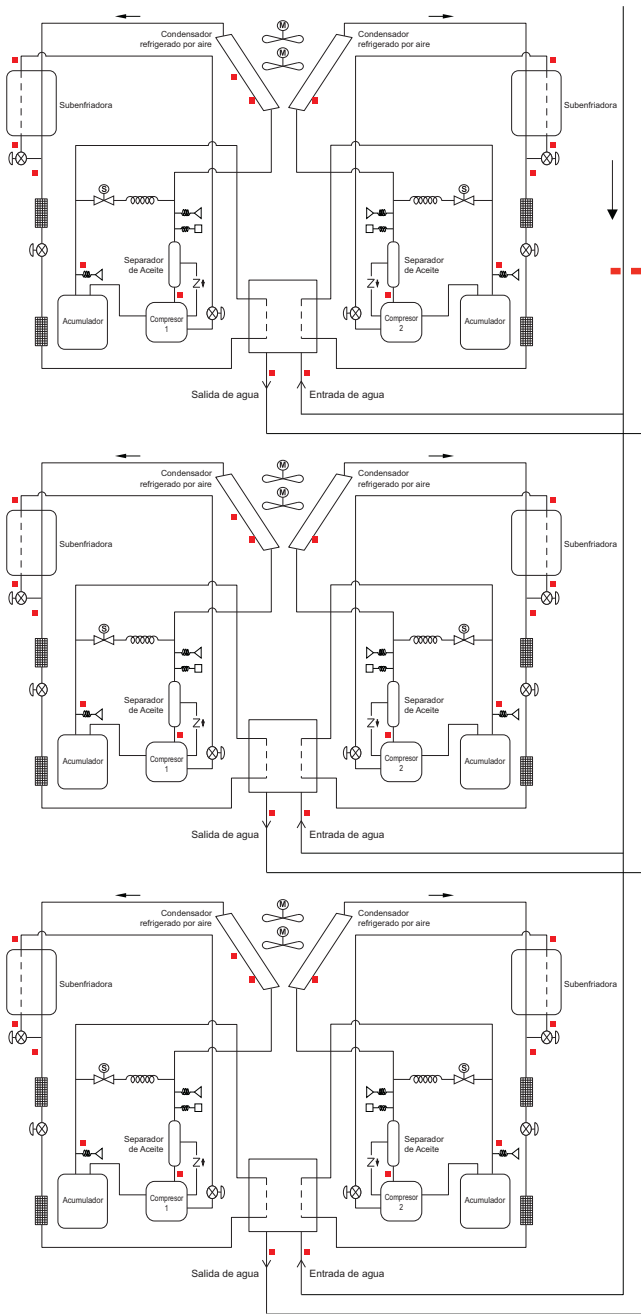 Condensador
refrigerado por aire
M
M
Condensador
refrigerado por aire
Subenfriadora
Subenfriadora
S
S
Separador
de Aceite
Separador
de Aceite
Z
Z
Acumulador
Compresor
1
Compresor
2
Acumulador
Salida de agua
Entrada de agua
Condensador
refrigerado por aire
M
M
Condensador
refrigerado por aire
Subenfriadora
Subenfriadora
S
S
Separador
de Aceite
Separador
de Aceite
Z
Z
Acumulador
Compresor
1
Compresor
2
Acumulador
Salida de agua
Entrada de agua
Condensador
refrigerado por aire
M
M
Condensador
refrigerado por aire
Subenfriadora
Subenfriadora
S
S
Separador
de Aceite
Separador
de Aceite
Z
Z
Acumulador
Compresor
1
Compresor
2
Acumulador
Salida de agua
Entrada de agua